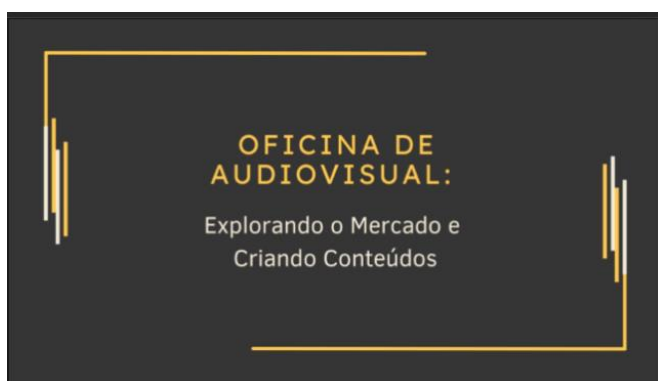 OFICINA DE
AUDIOVISUAL:
Explorando o Mercado e
Criando Conteúdos